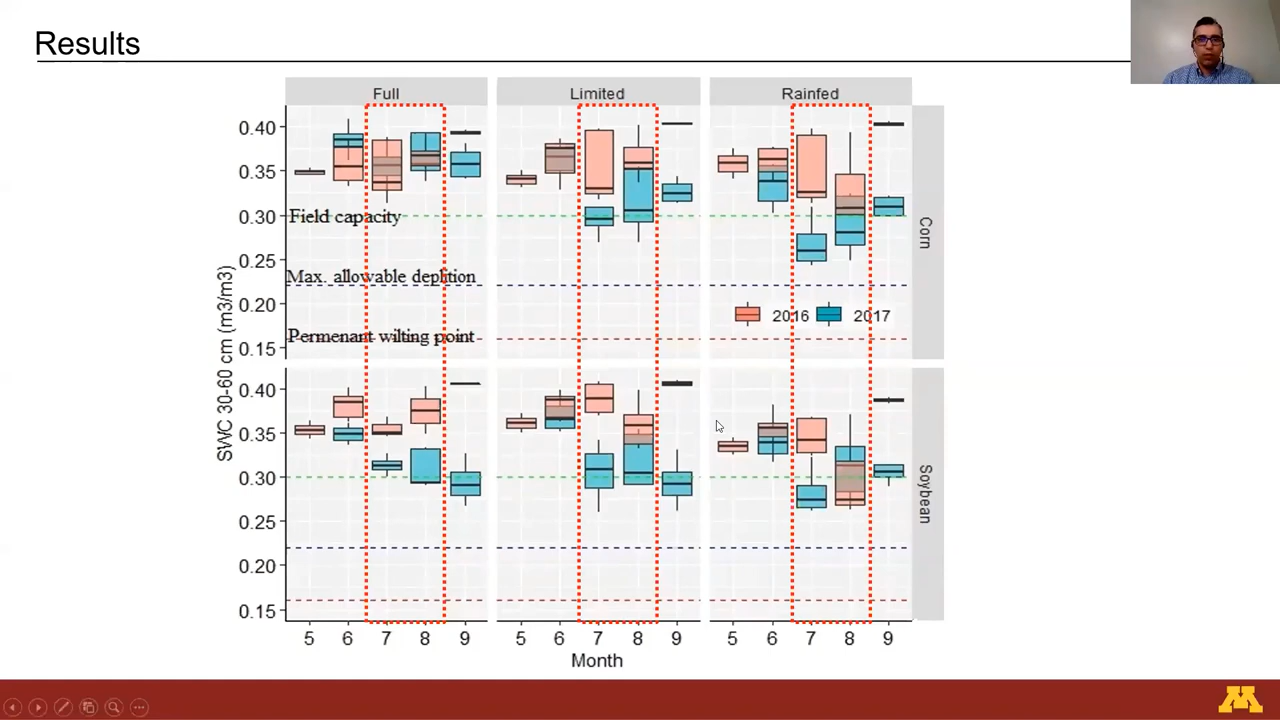 Results
Full
Limited
Rainfed
0.40
0.35
0.30
0.25
0.20
0.15
Field capacity
Max. allowable depltion
Permenant wilting point
2016
2017
Corn
SWC 30-60 cm (m3/m3)
0.40
0.35
0.30
0.25
0.20
0.15
Soybean
5 6 7 8 9
5 6 7 8 9
5 6 7 8 9
Month
M